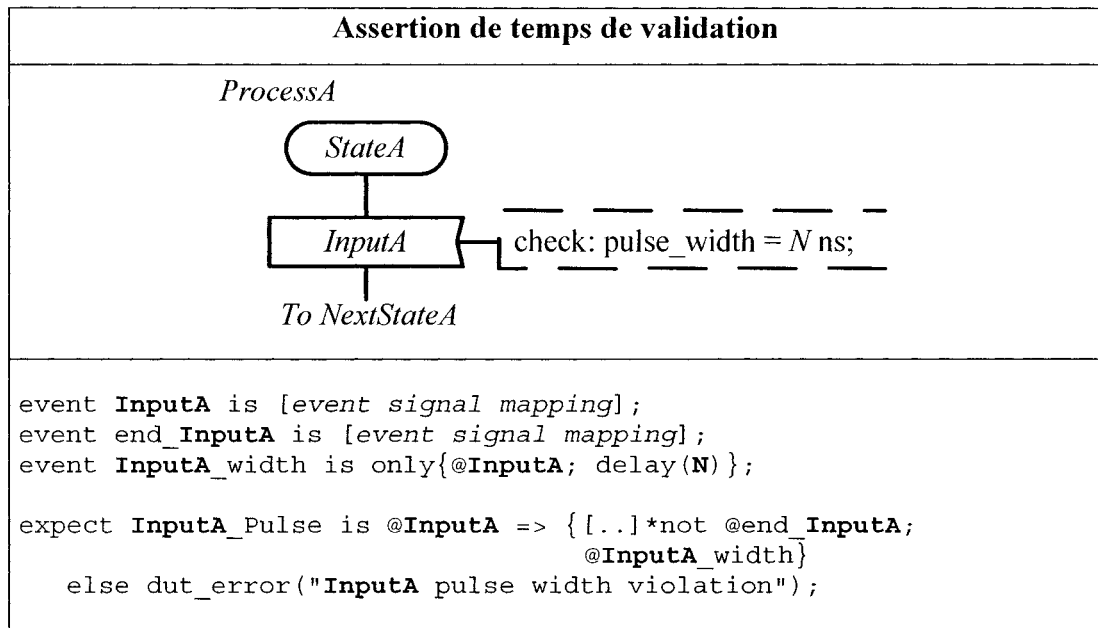 Assertion de temps de validation
ProcessA
StateA
InputA
check: pulse_width = N ns;
To NextStateA
event InputA is [event signal mapping];
event end_InputA is [event signal mapping];
event InputA_width is only{@InputA; delay(N)};
expect InputA_Pulse is @InputA => {[..]*not @end_InputA;
@InputA_width}
else dut_error("InputA pulse width violation");